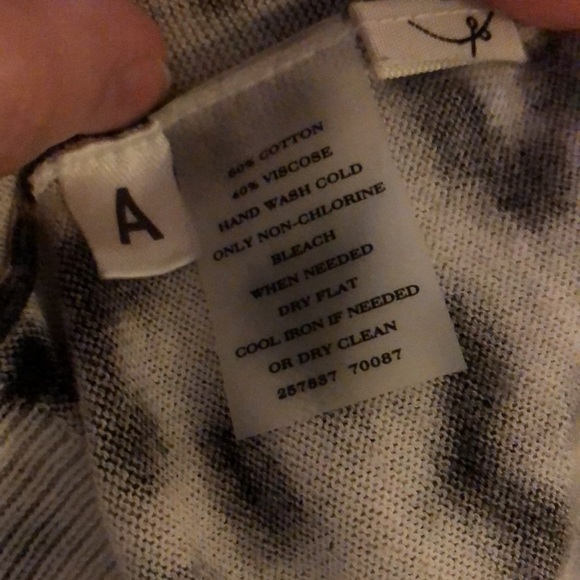 A
60% COTTON
40% VISCOSE
HAND WASH COLD
ONLY NON-CHLORINE
BLEACH
WHEN NEEDED
DRY FLAT
COOL IRON IF NEEDED
OR DRY CLEAN
257837 70087